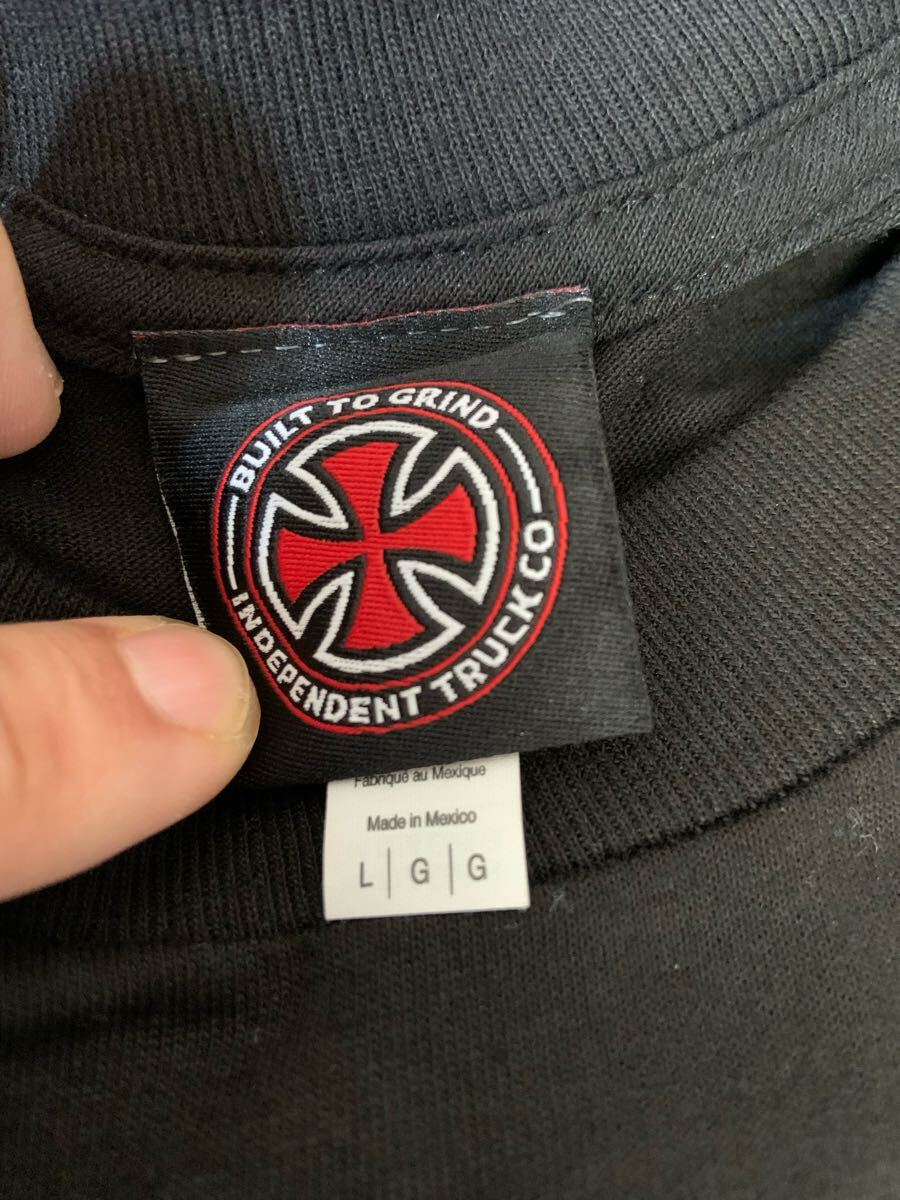 BUILT TO GRIND
INDEPENDENT TRUCK CO
Fabriqué au Mexique
Made in Mexico
L | G | G